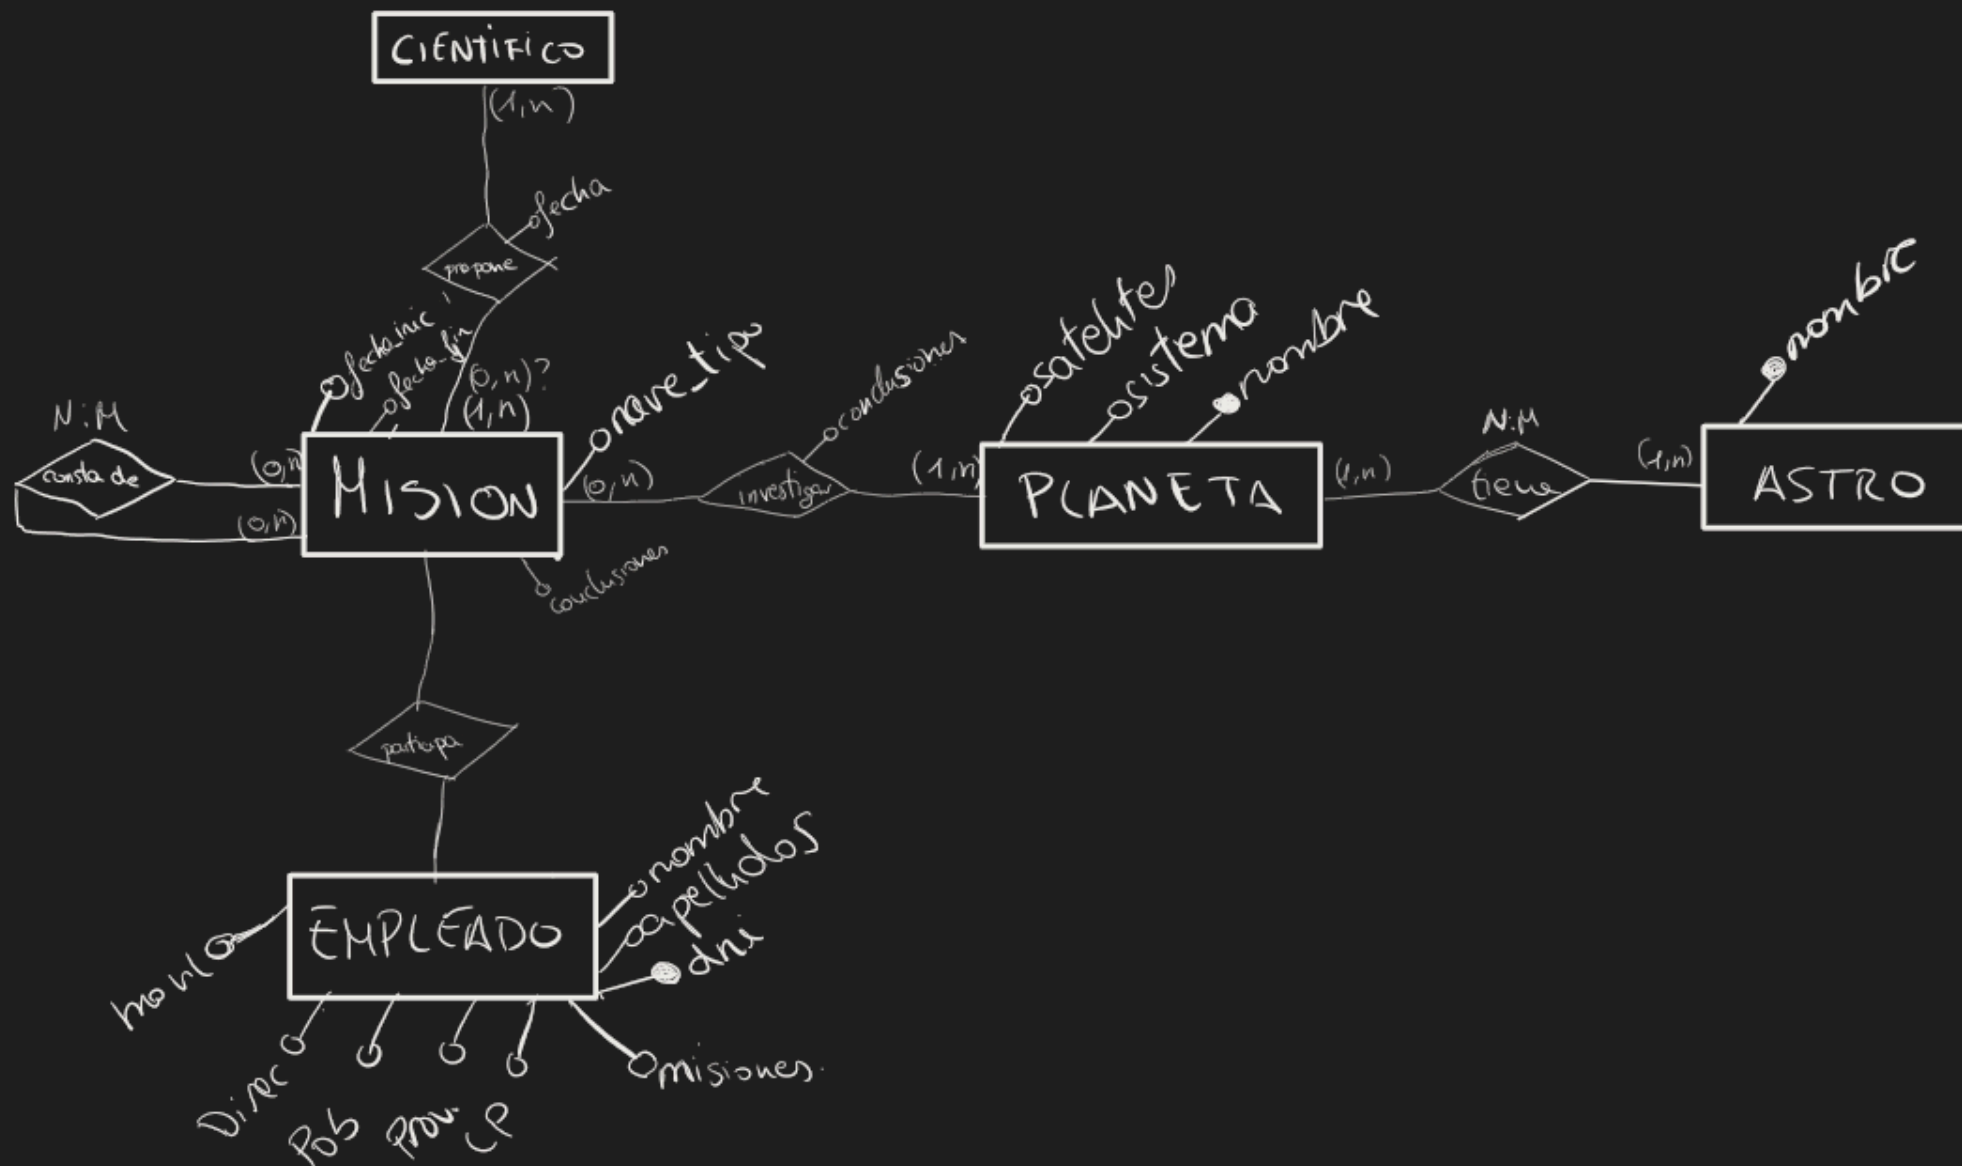 CIENTIFICO
(1,n)
fecha
propone
fecha_inic
fecha_fin
(0,n)?
(1,n)
nave_tipo
conclusiones
satelites
sistema
nombre
nombre
N:M
consta de
(0,n)
(0,n)
MISION
(0,n)
investigar
(1,n)
PLANETA
(1,n)
N:M
tiene
(1,n)
ASTRO
conclusiones
participa
EMPLEADO
nombre
apellidos
dni
movil
Direc
Pob
Prov.
CP
misiones.